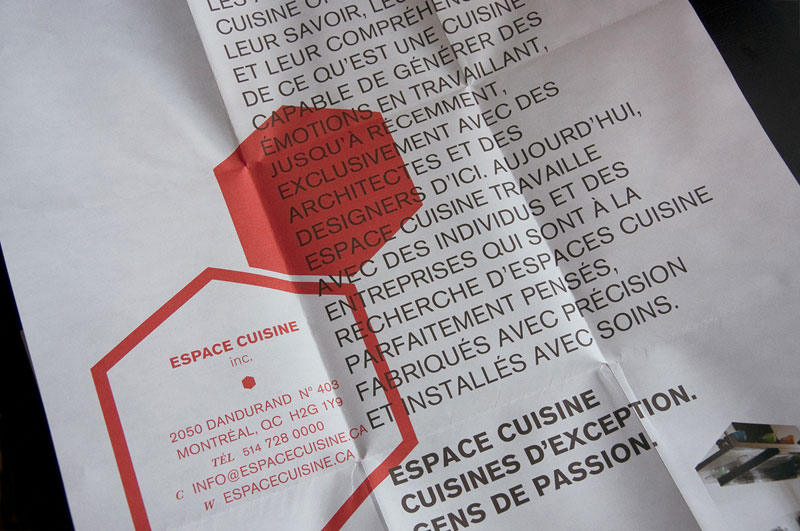 CUISINE
LEUR SAVOIR,
ET LEUR
DE CE QU'EST UNE CUISINE
CAPABLE DE GÉNÉRER DES
ÉMOTIONS EN TRAVAILLANT,
JUSQU'À RÉCEMMENT,
EXCLUSIVEMENT AVEC DES
ARCHITECTES ET DES
DESIGNERS D'ICI. AUJOURD'HUI,
ESPACE CUISINE TRAVAILLE
AVEC DES INDIVIDUS ET DES
ENTREPRISES QUI SONT À LA
RECHERCHE D'ESPACES CUISINE
PARFAITEMENT PENSÉS,
FABRIQUÉS AVEC PRÉCISION
ET INSTALLÉS AVEC SOINS.
ESPACE CUISINE
CUISINES D'EXCEPTION.
GENS DE PASSION.
ESPACE CUISINE
inc.
2050 DANDURAND Nº 403
MONTRÉAL, QC H2G 1Y9
TÉL 514 728 0000
C INFO@ESPACECUISINE.CA
W ESPACECUISINE.CA